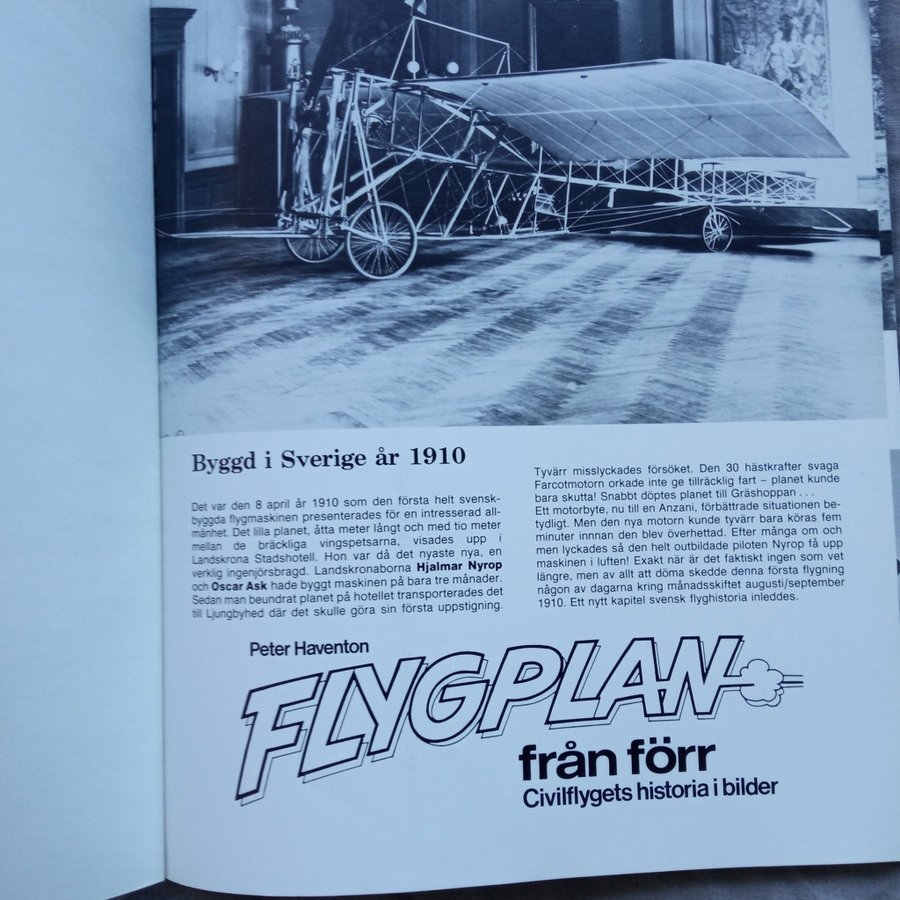 Byggd i Sverige år 1910
Det var den 8 april år 1910 som den första helt svensk-
byggda flygmaskinen presenterades för en intresserad all-
mänhet. Det lilla planet, åtta meter långt och med tio meter
mellan de bräckliga vingspetsarna, visades upp i
Landskrona Stadshotell. Hon var då det nyaste nya, en
verklig ingenjörsbragd. Landskronaborna Hjalmar Nyrop
och Oscar Ask hade byggt maskinen på bara tre månader.
Sedan man beundrat planet på hotellet transporterades det
till Ljungbyhed där det skulle göra sin första uppstigning.
Tyvärr misslyckades försöket. Den 30 hästkrafter svaga
Farcotmotorn orkade inte ge tillräcklig fart – planet kunde
bara skutta! Snabbt döptes planet till Gräshoppan . . .
Ett motorbyte, nu till en Anzani, förbättrade situationen be-
tydligt. Men den nya motorn kunde tyvärr bara köras fem
minuter innnan den blev överhettad. Efter många om och
men lyckades så den helt outbildade piloten Nyrop få upp
maskinen i luften! Exakt när är det faktiskt ingen som vet
längre, men av allt att döma skedde denna första flygning
någon av dagarna kring månadsskiftet augusti/september
1910. Ett nytt kapitel svensk flyghistoria inleddes.
Peter Haventon
FLYGPLAN
från förr
Civilflygets historia i bilder